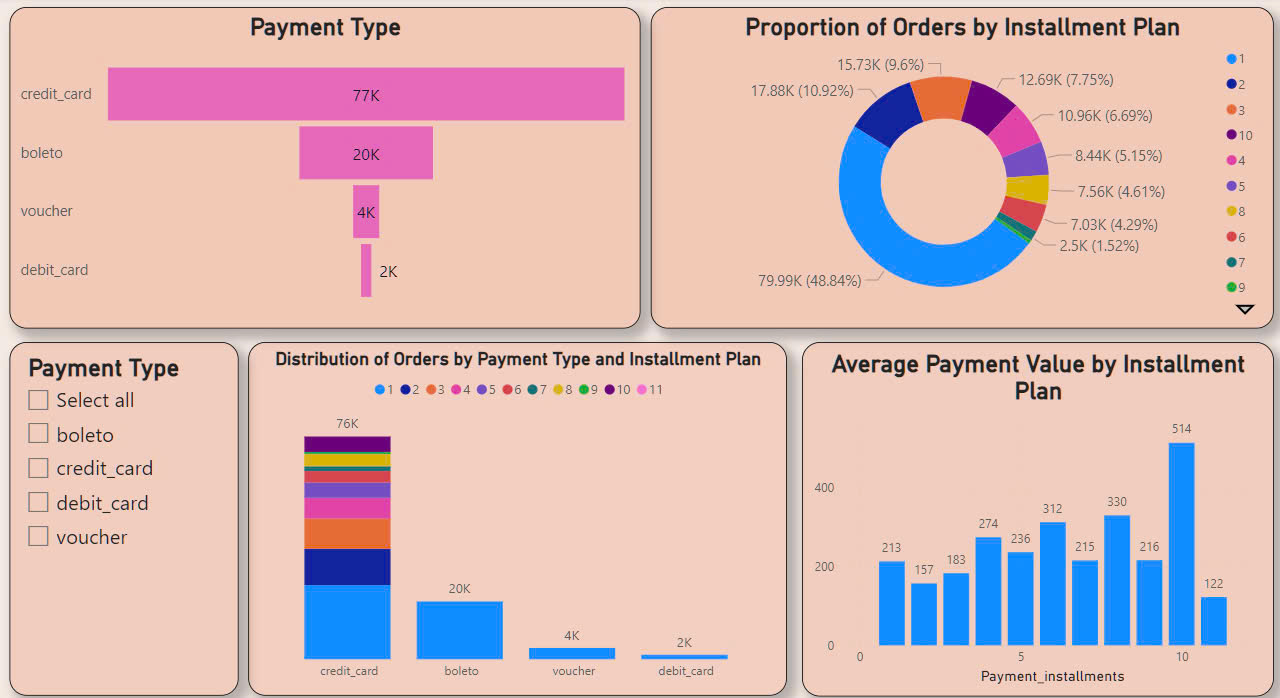 Payment Type
credit_card
77K
boleto
20K
voucher
4K
debit_card
2K
Proportion of Orders by Installment Plan
15.73K (9.6%)
17.88K (10.92%)
12.69K (7.75%)
10.96K (6.69%)
8.44K (5.15%)
7.56K (4.61%)
7.03K (4.29%)
2.5K (1.52%)
79.99K (48.84%)
1
2
3
10
4
5
8
6
7
9
Payment Type
Select all
boleto
credit_card
debit_card
voucher
Distribution of Orders by Payment Type and Installment Plan
1 2 3 4 5 6 7 8 9 10 11
76K
20K
4K
2K
credit_card boleto voucher debit_card
Average Payment Value by Installment
Plan
514
400
330
312
274
236
213
215
216
183
157
200
122
0
0 5 10
Payment_installments